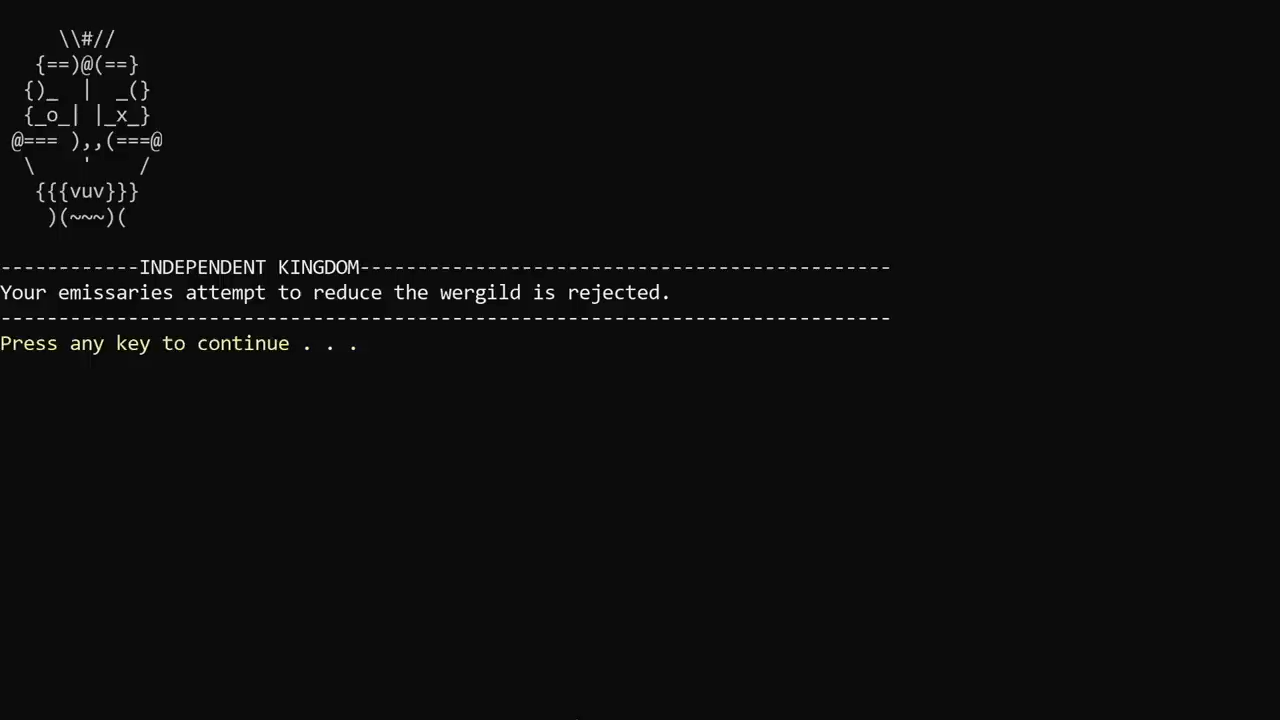 ------------INDEPENDENT KINGDOM----------------------------------------------
Your emissaries attempt to reduce the wergild is rejected.
-----------------------------------------------------------------------------
Press any key to continue . . .